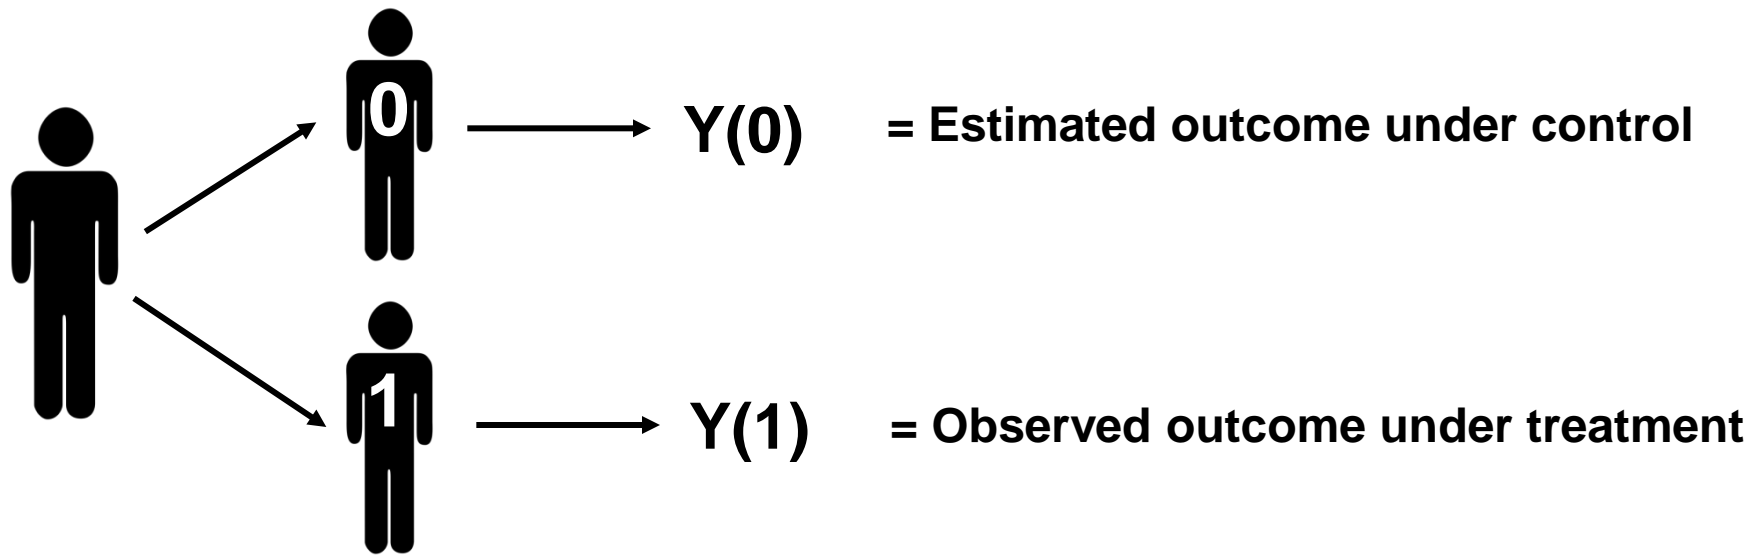 0
Y(0) = Estimated outcome under control
1
Y(1) = Observed outcome under treatment